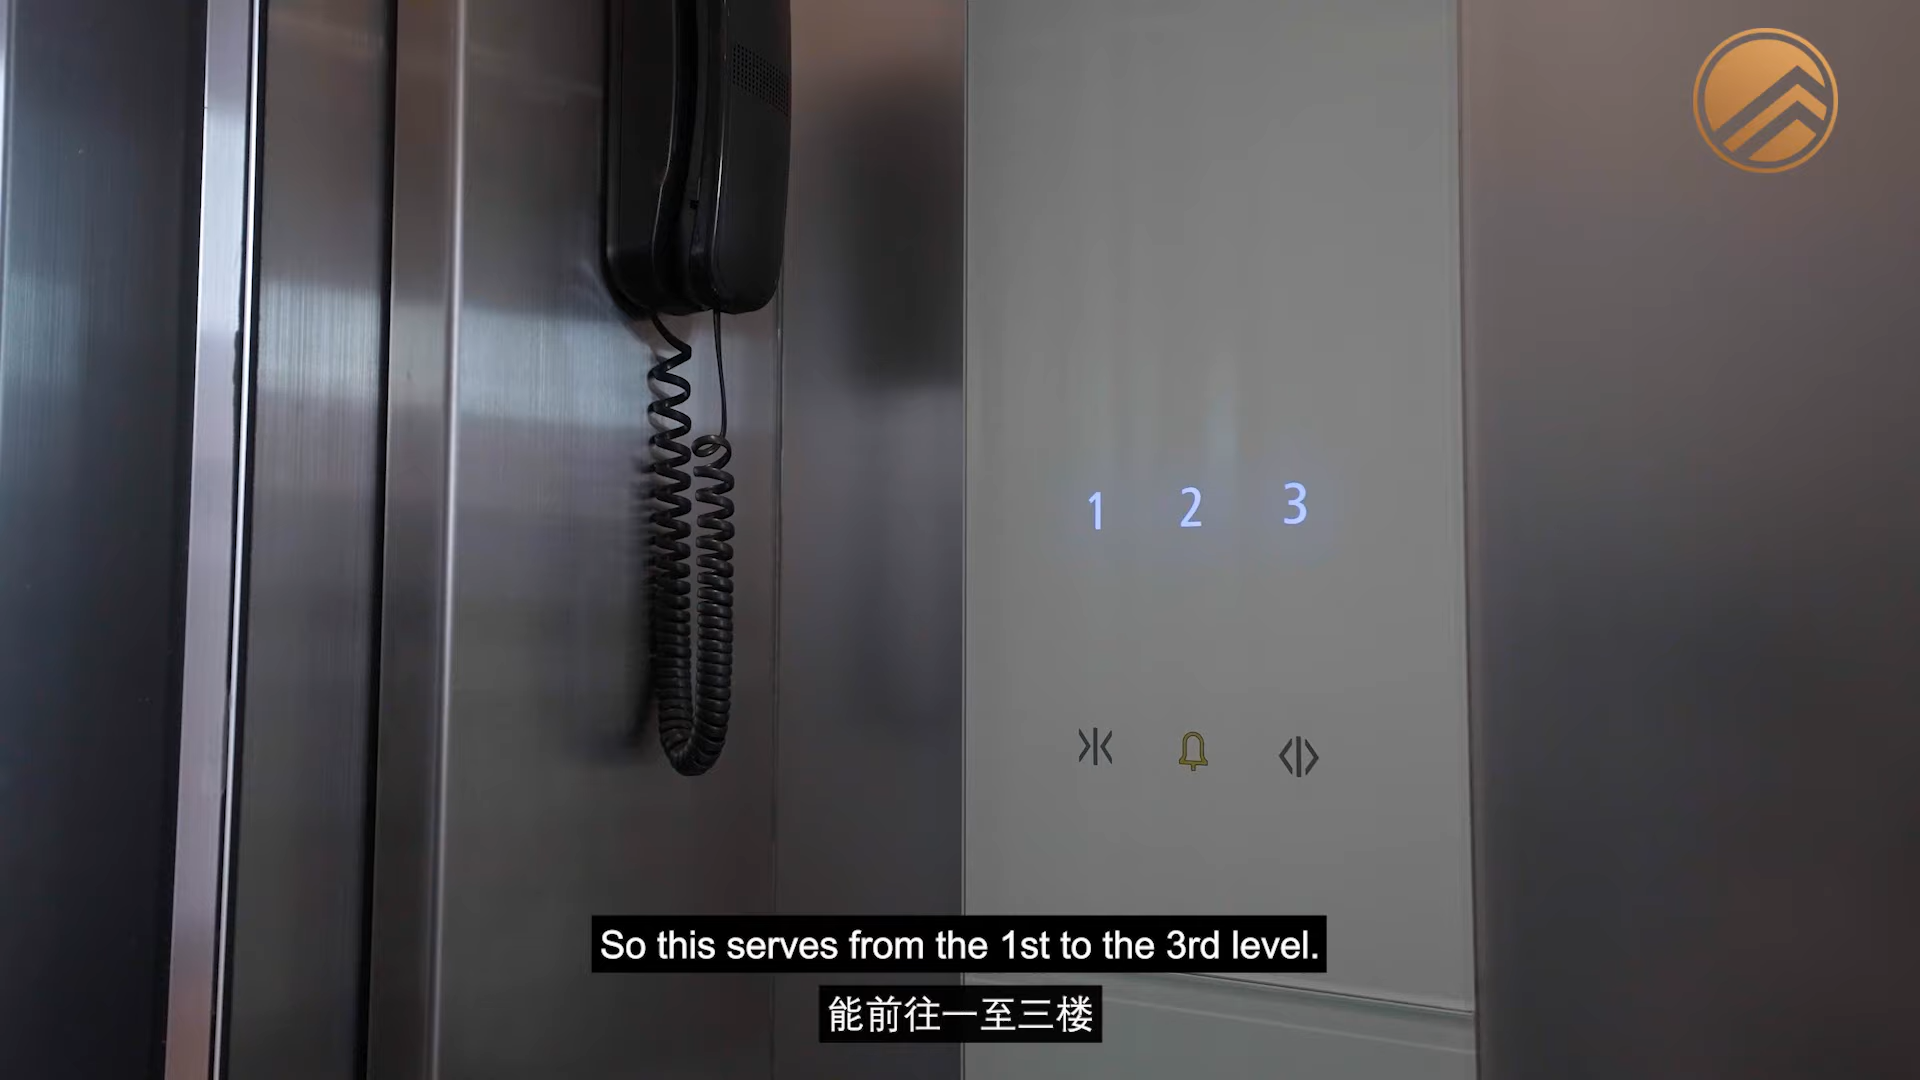 1 2 3
So this serves from the 1st to the 3rd level.
能前往一至三楼